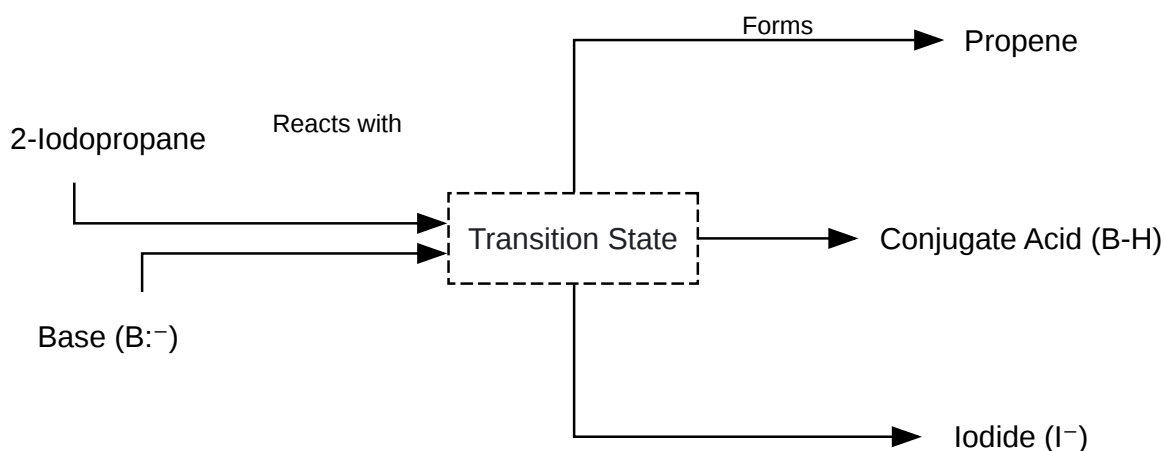 Forms
Propene
Reacts with
2-Iodopropane
Transition State
Conjugate Acid (B-H)
Base (B:⁻)
Iodide (I⁻)